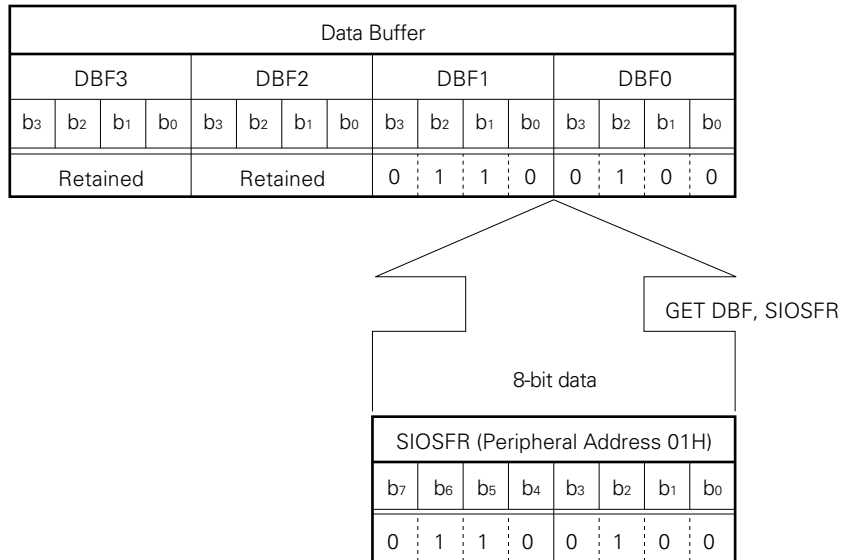 Data Buffer
DBF3 DBF2 DBF1 DBF0
b3 b2 b1 b0 b3 b2 b1 b0 b3 b2 b1 b0 b3 b2 b1 b0
Retained Retained 0 1 1 0 0 1 0 0
GET DBF, SIOSFR
8-bit data
SIOSFR (Peripheral Address 01H)
b7 b6 b5 b4 b3 b2 b1 b0
0 1 1 0 0 1 0 0